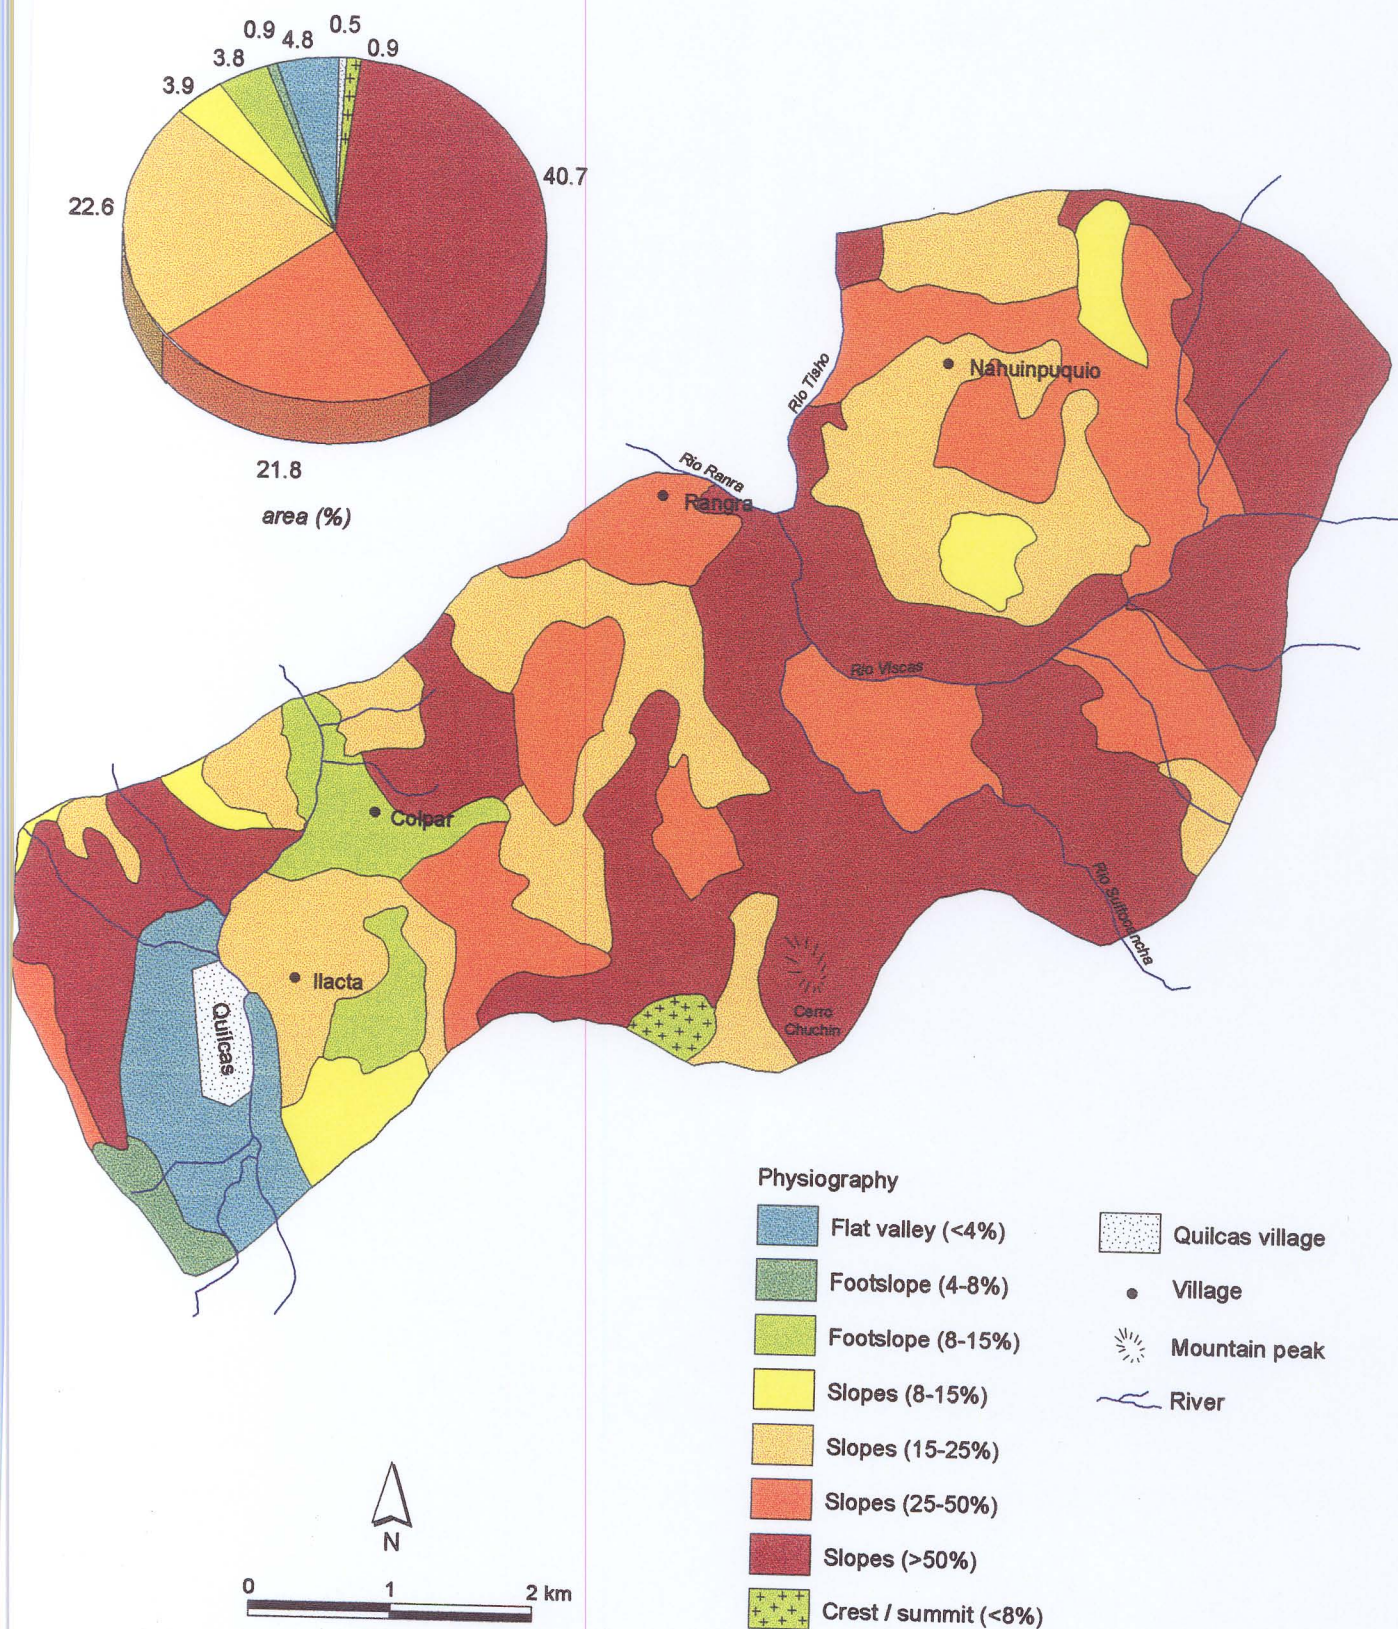 0.5
0.9
4.8
0.9
3.8
3.9
40.7
22.6
21.8
area (%)
Rio Tisho
Nahuinpuquio
Rio Ranra
Rangra
Rio Viscas
Colpar
Rio Suitucancha
Ilacta
Quilcas
Cerro
Chuchin
Physiography
Flat valley (<4%)
Footslope (4-8%)
Footslope (8-15%)
Slopes (8-15%)
Slopes (15-25%)
Slopes (25-50%)
Slopes (>50%)
Crest / summit (<8%)
Quilcas village
Village
Mountain peak
River
N
0 1 2 km